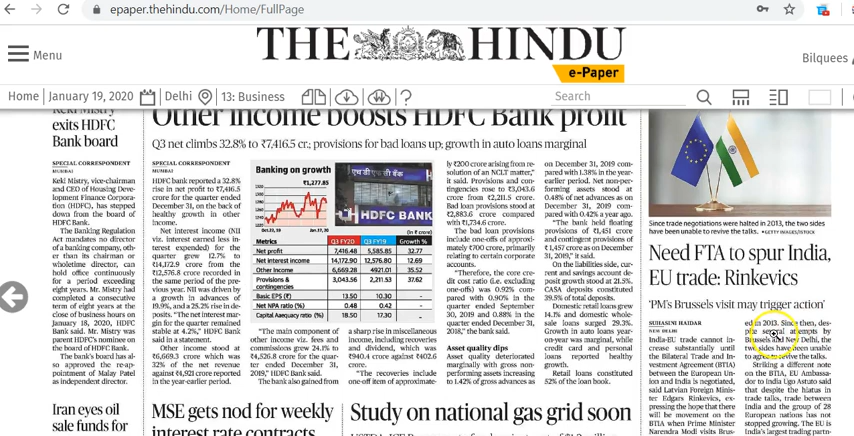 epaper.thehindu.com/Home/FullPage
Menu
THE HINDU
e-Paper
Bilquees
Home | January 19, 2020
Delhi
13: Business
?
Search
Keki Mistry
exits HDFC
Bank board
SPECIAL CORRESPONDENT
MUMBAI
Keki Mistry, vice-chairman
and CEO of Housing Deve-
lopment Finance Corpora-
tion (HDFC), has stepped
down from the board of
HDFC Bank.
The Banking Regulation
Act mandates no director
of a banking company, oth-
er than its chairman or
wholetime director, can
hold office continuously
for a period exceeding
eight years. Mr. Mistry had
completed a consecutive
term of eight years at the
close of business hours on
January 18, 2020, HDFC
Bank said. Mr. Mistry was
parent HDFC's nominee on
the board of HDFC Bank.
The bank's board has al-
so approved the re-ap-
pointment of Malay Patel
as independent director.
Iran eyes oil
sale funds for
Other income boosts HDFC Bank profit
Q3 net climbs 32.8% to ₹7,416.5 cr.; provisions for bad loans up; growth in auto loans marginal
SPECIAL CORRESPONDENT
MUMBAI
HDFC bank reported a 32.8%
rise in net profit to ₹7,416.5
crore for the quarter ended
December 31, on the back of
healthy growth in other
income.
Net interest income (NII
viz. interest earned less in-
terest expended) for the
quarter grew 12.7% to
₹14,172.9 crore from the
₹12,576.8 crore recorded in
the same period of the pre-
vious year. NII was driven by
a growth in advances of
19.9%, and a 25.2% rise in de-
posits. "The net interest mar-
gin for the quarter remained
stable at 4.2%," HDFC Bank
said in a statement.
Other income stood at
₹6,669.3 crore which was
32% of the net revenue
against ₹4,921 crore reported
in the year-earlier period.
Banking on growth
₹1,277.85
Oct.22, 19
Jan.17, 20
एच डी एफ सी बैंक
HDFC BANK
(in ₹ crore)
Metrics Q3 FY20 Q3 FY19 Growth %
Net profit 7,416.48 5,585.85 32.77
Net interest income 14,172.90 12,576.80 12.69
Other Income 6,669.28 4921.01 35.52
Provisions &
contingencies 3,043.56 2,211.53 37.62
Basic EPS (₹) 13.50 10.30 -
Net NPA ratio (%) 0.48 0.42 -
Capital Aaequacy ratio (%) 18.50 17.30 -
"The main component of
other income viz. fees and
commissions grew 24.1% to
₹4,526.8 crore for the quar-
ter ended December 31,
2019," HDFC Bank said.
The bank also gained from
a sharp rise in miscellaneous
income, including recoveries
and dividend, which was
₹940.4 crore against ₹402.6
crore.
"The recoveries include
one-off item of approximate-
ly ₹200 crore arising from re-
solution of an NCLT matter,"
it said. Provisions and con-
tingencies rose to ₹3,043.6
crore from ₹2,211.5 crore.
Bad loan provisions stood at
₹2,883.6 crore compared
with ₹1,734.6 crore.
The bad loan provisions
include one-offs of approxi-
mately ₹700 crore, primarily
relating to certain corporate
accounts.
"Therefore, the core cre-
dit cost ratio (i.e. excluding
one-offs) was 0.92% com-
pared with 0.90% in the
quarter ended September
30, 2019 and 0.88% in the
quarter ended December
'18," the bank said.
Asset quality dips
Asset quality deteriorated
marginally with gross non-
performing assets increasing
to 1.42% of gross advances as
on December 31, 2019 com-
pared with 1.38% in the year-
earlier period. Net non-per-
forming assets stood at
0.48% of net advances as on
December 31, 2019 com-
pared with 0.42% a year ago.
"The bank held floating
provisions of ₹1,451 crore
and contingent provisions of
₹1,457 crore as on December
31, 2019," it said.
On the liabilities side, cur-
rent and savings account de-
posit growth stood at 21.5%.
CASA deposits constituted
39.5% of total deposits.
Domestic retail loans grew
14.1% and domestic whole-
sale loans surged 29.3%.
Growth in auto loans year-
on-year was marginal, while
credit card and personal
loans reported healthy
growth.
Retail loans constituted
52% of the loan book.
MSE gets nod for weekly
interest rate contracts
Study on national gas grid soon
Since trade negotiations were halted in 2013, the two sides
have been unable to revive the talks.
Need FTA to spur India,
EU trade: Rinkevics
'PM's Brussels visit may trigger action'
SUHASINI HAIDAR
NEW DELHI
India-EU trade cannot in-
crease substantially until
the Bilateral Trade and In-
vestment Agreement (BTIA)
between the European Un-
ion and India is negotiated,
said Latvian Foreign Minis-
ter Edgars Rinkevics, ex-
pressing the hope that there
will be movement on the
BTIA when Prime Minister
Narendra Modi visits Brus-
ed in 2013. Since then, des-
pite several attempts by
Brussels and New Delhi, the
two sides have been unable
to agree to revive the talks.
Striking a different note
on the BTIA, EU Ambassa-
dor to India Ugo Astuto said
that despite the hiatus in
trade talks, trade between
India and the group of 28
European nations has not
stopped growing. The EU is
India's largest trading partn-